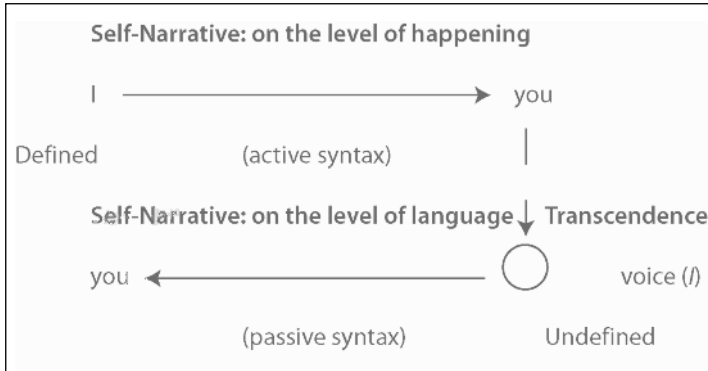 Self-Narrative: on the level of happening
I you
Defined (active syntax)
Self-Narrative: on the level of language Transcendence
you voice (I)
(passive syntax) Undefined